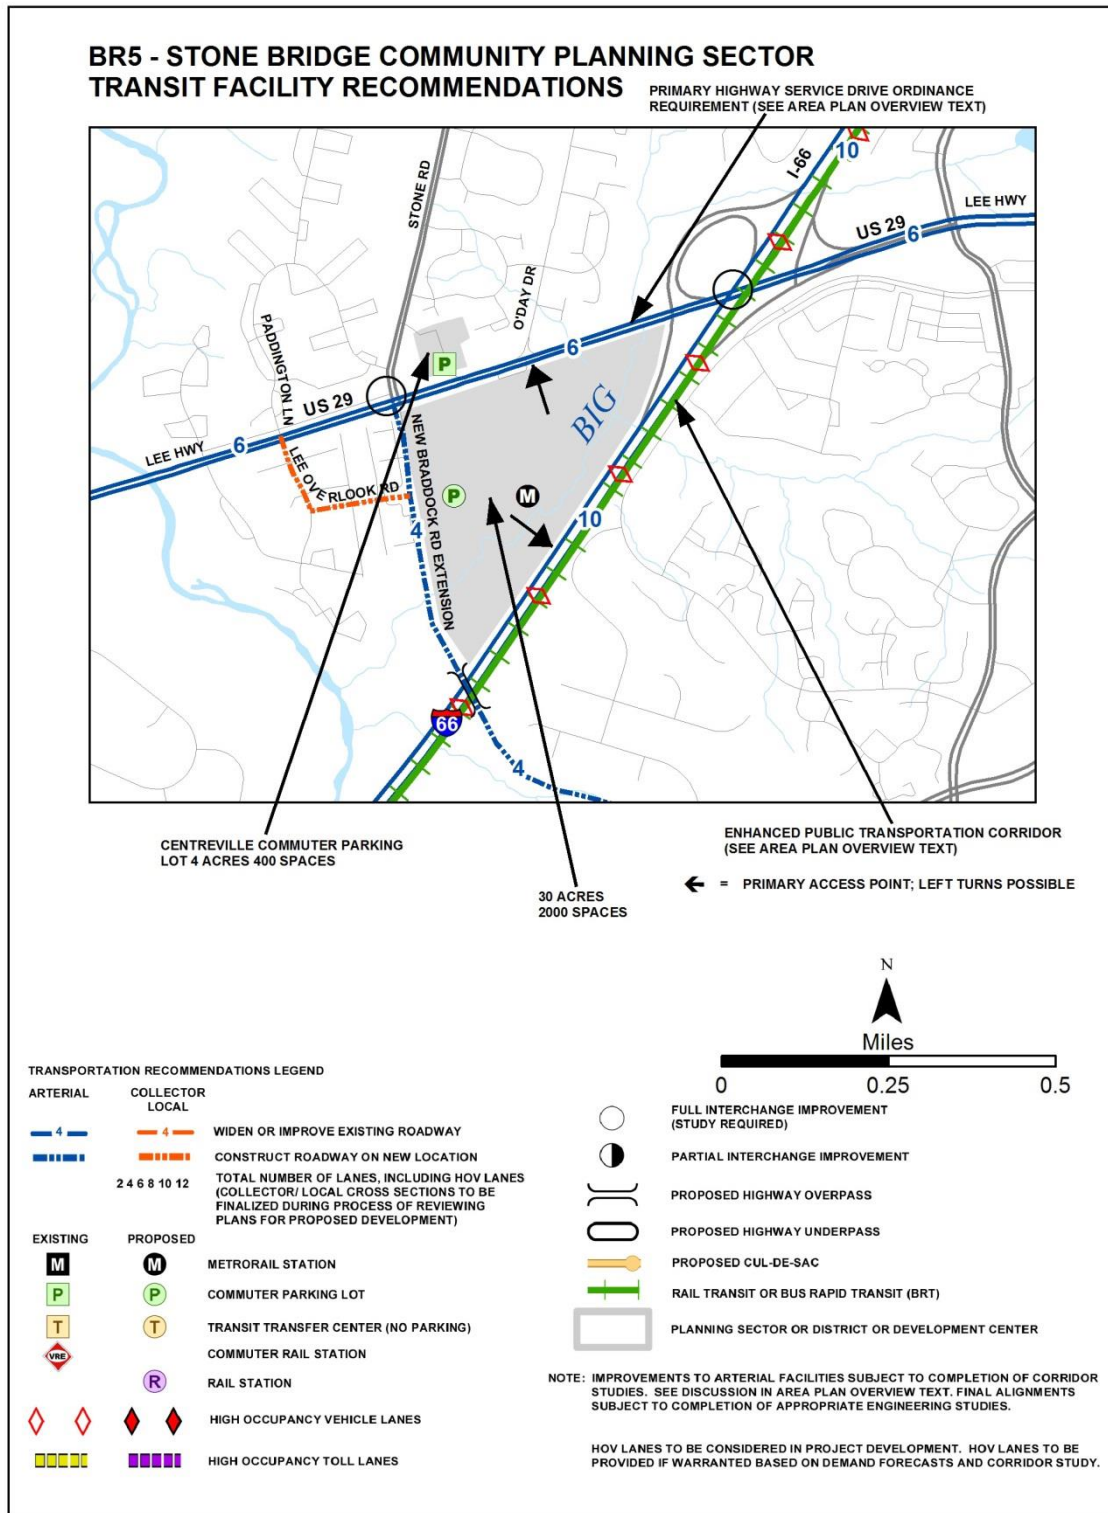 BR5 - STONE BRIDGE COMMUNITY PLANNING SECTOR
TRANSIT FACILITY RECOMMENDATIONS
PRIMARY HIGHWAY SERVICE DRIVE ORDINANCE
REQUIREMENT (SEE AREA PLAN OVERVIEW TEXT)
10
I-66
STONE RD
LEE HWY
US 29
6
O'DAY DR
PADDINGTON LN
P
6
US 29
BIG
LEE HWY
6
NEW BRADDOCK RD EXTENSION
LEE OVERLOOK RD
P
M
10
4
66
4
CENTREVILLE COMMUTER PARKING
LOT 4 ACRES 400 SPACES
ENHANCED PUBLIC TRANSPORTATION CORRIDOR
(SEE AREA PLAN OVERVIEW TEXT)
30 ACRES
2000 SPACES
= PRIMARY ACCESS POINT; LEFT TURNS POSSIBLE
N
Miles
0 0.25 0.5
TRANSPORTATION RECOMMENDATIONS LEGEND
ARTERIAL COLLECTOR
LOCAL
4 4 WIDEN OR IMPROVE EXISTING ROADWAY
CONSTRUCT ROADWAY ON NEW LOCATION
2 4 6 8 10 12 TOTAL NUMBER OF LANES, INCLUDING HOV LANES
(COLLECTOR/ LOCAL CROSS SECTIONS TO BE
FINALIZED DURING PROCESS OF REVIEWING
PLANS FOR PROPOSED DEVELOPMENT)
EXISTING PROPOSED
M M METRORAIL STATION
P P COMMUTER PARKING LOT
T T TRANSIT TRANSFER CENTER (NO PARKING)
VRE COMMUTER RAIL STATION
R RAIL STATION
HIGH OCCUPANCY VEHICLE LANES
HIGH OCCUPANCY TOLL LANES
FULL INTERCHANGE IMPROVEMENT
(STUDY REQUIRED)
PARTIAL INTERCHANGE IMPROVEMENT
PROPOSED HIGHWAY OVERPASS
PROPOSED HIGHWAY UNDERPASS
PROPOSED CUL-DE-SAC
RAIL TRANSIT OR BUS RAPID TRANSIT (BRT)
PLANNING SECTOR OR DISTRICT OR DEVELOPMENT CENTER
NOTE: IMPROVEMENTS TO ARTERIAL FACILITIES SUBJECT TO COMPLETION OF CORRIDOR
STUDIES. SEE DISCUSSION IN AREA PLAN OVERVIEW TEXT. FINAL ALIGNMENTS
SUBJECT TO COMPLETION OF APPROPRIATE ENGINEERING STUDIES.
HOV LANES TO BE CONSIDERED IN PROJECT DEVELOPMENT. HOV LANES TO BE
PROVIDED IF WARRANTED BASED ON DEMAND FORECASTS AND CORRIDOR STUDY.